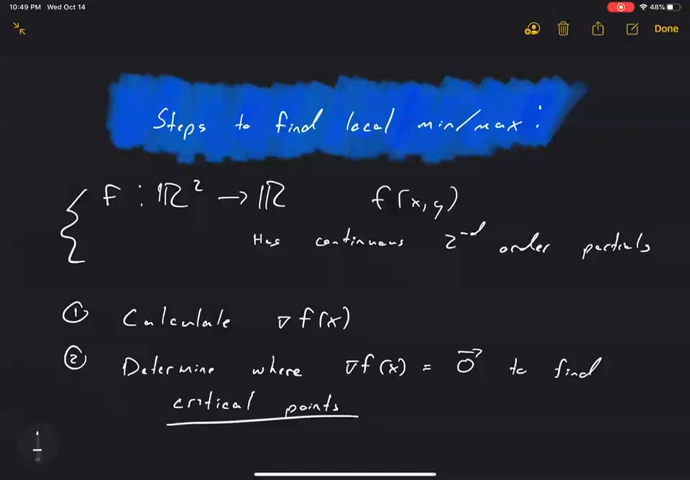 10:49 PM Wed Oct 14
48%
Done
Steps to find local min/max:
f : ℝ² → ℝ f(x,y)
Has continuous 2nd order partials
① Calculate ∇f(x)
② Determine where ∇f(x) = 0⃗ to find
critical points